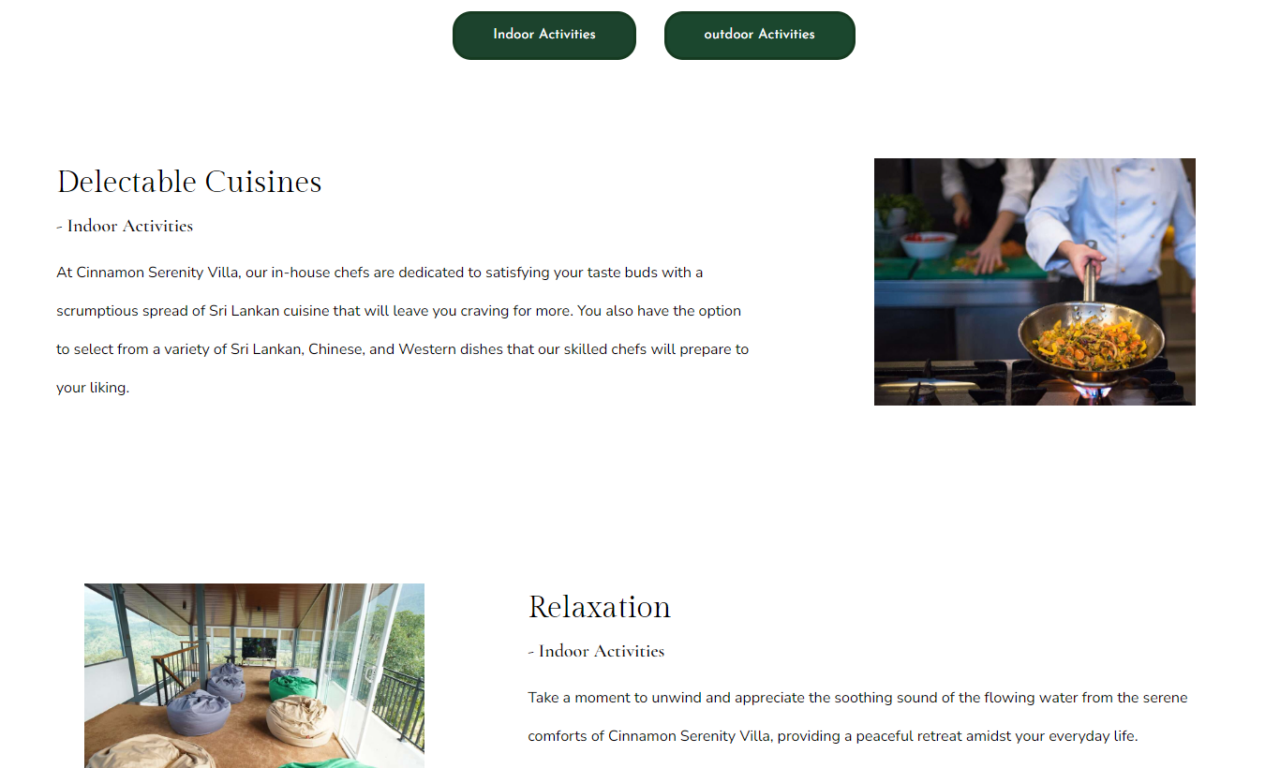 Indoor Activities
outdoor Activities
Delectable Cuisines
- Indoor Activities
At Cinnamon Serenity Villa, our in-house chefs are dedicated to satisfying your taste buds with a
scrumptious spread of Sri Lankan cuisine that will leave you craving for more. You also have the option
to select from a variety of Sri Lankan, Chinese, and Western dishes that our skilled chefs will prepare to
your liking.
Relaxation
- Indoor Activities
Take a moment to unwind and appreciate the soothing sound of the flowing water from the serene
comforts of Cinnamon Serenity Villa, providing a peaceful retreat amidst your everyday life.